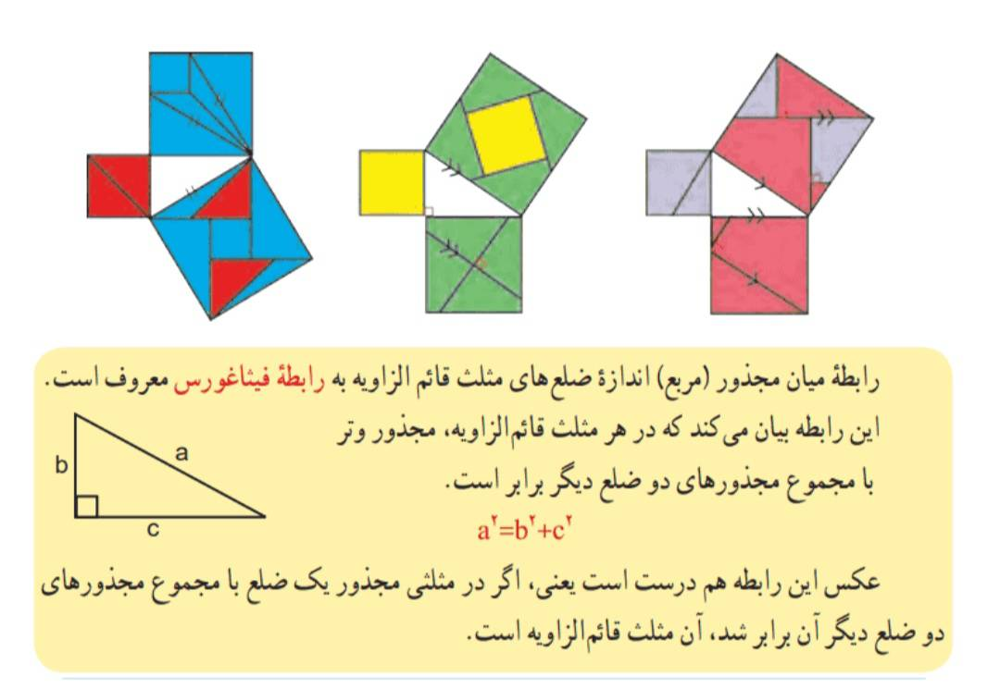 رابطهٔ میان مجذور (مربع) اندازهٔ ضلع‌های مثلث قائم الزاویه به رابطهٔ فیثاغورس معروف است.
این رابطه بیان می‌کند که در هر مثلث قائم‌الزاویه، مجذور وتر
با مجموع مجذورهای دو ضلع دیگر برابر است.
a²=b²+c²
b
a
c
عکس این رابطه هم درست است یعنی، اگر در مثلثی مجذور یک ضلع با مجموع مجذورهای
دو ضلع دیگر آن برابر شد، آن مثلث قائم‌الزاویه است.